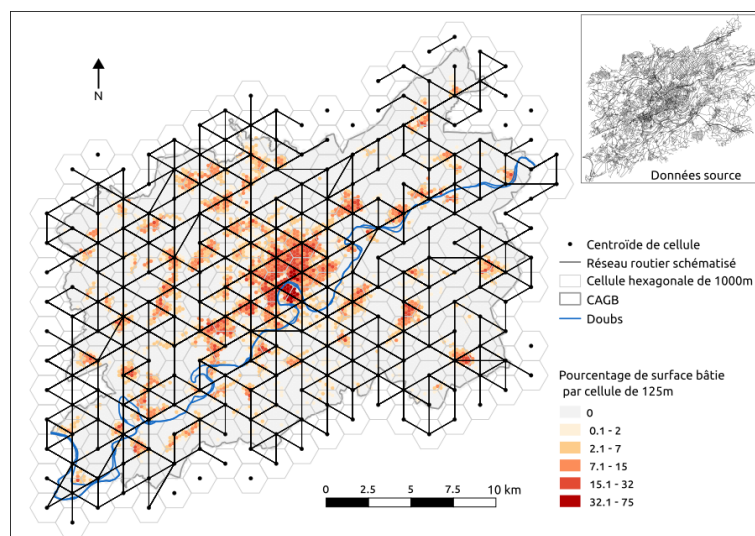 N
Données source
Centroïde de cellule
Réseau routier schématisé
Cellule hexagonale de 1000m
CAGB
Doubs
Pourcentage de surface bâtie
par cellule de 125m
0
0.1 - 2
2.1 - 7
7.1 - 15
15.1 - 32
32.1 - 75
0 2.5 5 7.5 10 km